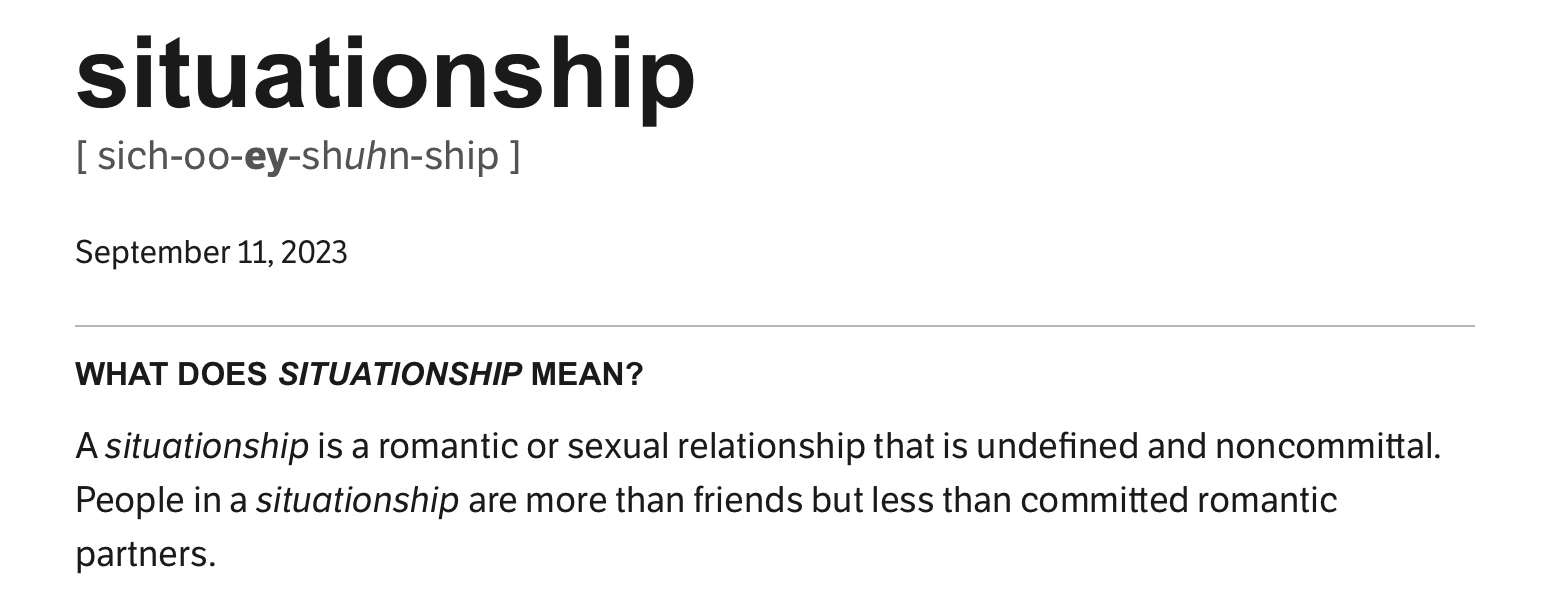 situationship
[ sich-oo-ey-shuhn-ship ]
September 11, 2023
WHAT DOES SITUATIONSHIP MEAN?
A situationship is a romantic or sexual relationship that is undefined and noncommittal.
People in a situationship are more than friends but less than committed romantic
partners.